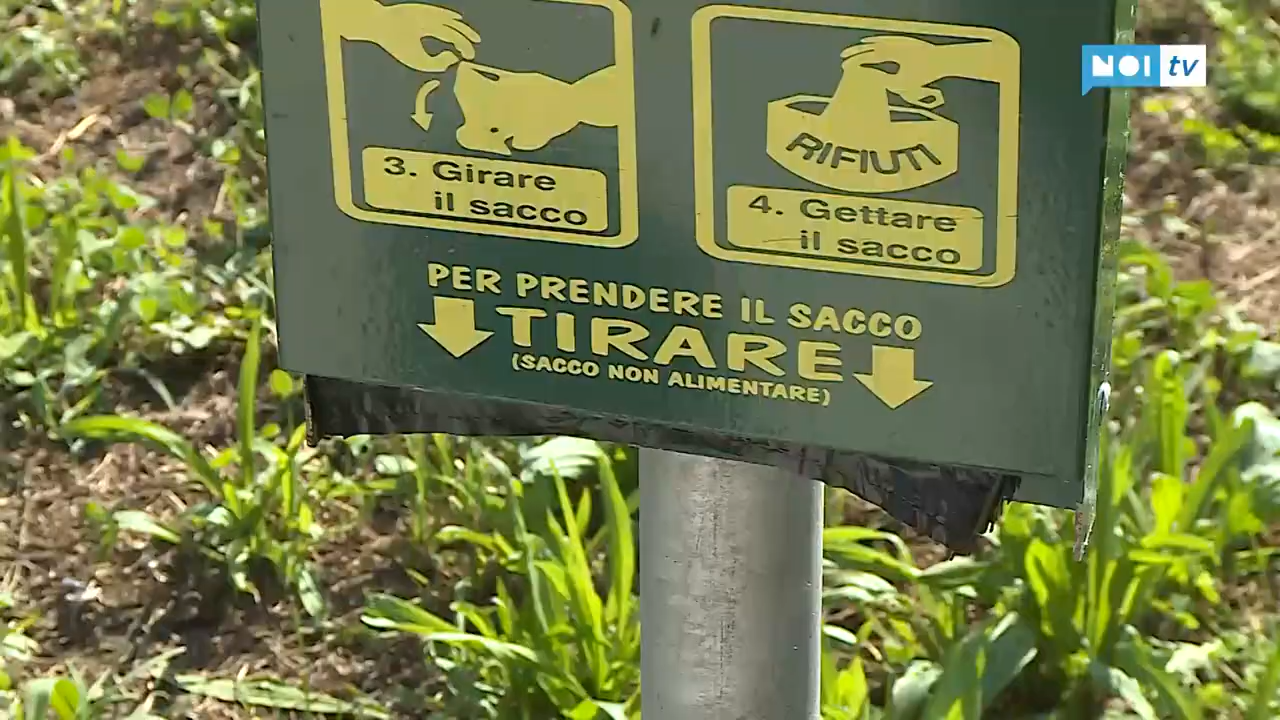 NOI tv
RIFIUTI
3. Girare
il sacco
4. Gettare
il sacco
PER PRENDERE IL SACCO
TIRARE
(SACCO NON ALIMENTARE)